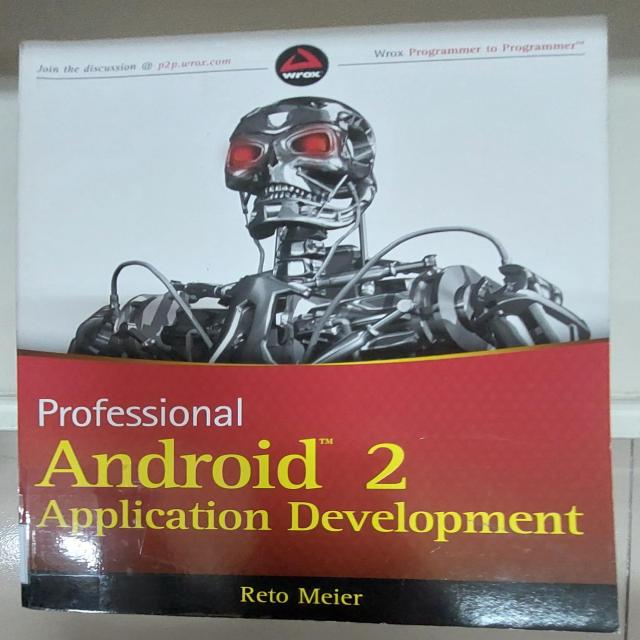 Join the discussion @ p2p.wrox.com
Wrox Programmer to Programmer™
wrox
Professional
Android™ 2
Application Development
Reto Meier